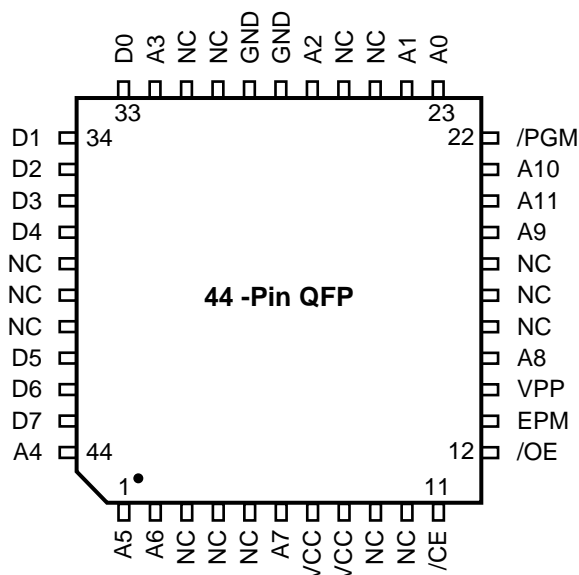 D0 A3 NC NC GND GND A2 NC NC A1 A0
33 23
D1 34 22 /PGM
D2 A10
D3 A11
D4 A9
NC NC
NC 44 -Pin QFP NC
NC NC
D5 A8
D6 VPP
D7 EPM
A4 44 12 /OE
1 11
A5 A6 NC NC NC A7 VCC VCC NC NC /CE